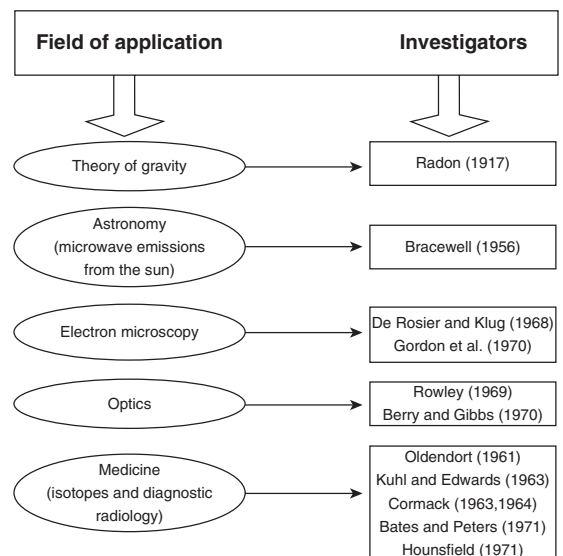 Field of application
Investigators
Theory of gravity
Radon (1917)
Astronomy
(microwave emissions
from the sun)
Bracewell (1956)
Electron microscopy
De Rosier and Klug (1968)
Gordon et al. (1970)
Optics
Rowley (1969)
Berry and Gibbs (1970)
Medicine
(isotopes and diagnostic
radiology)
Oldendort (1961)
Kuhl and Edwards (1963)
Cormack (1963,1964)
Bates and Peters (1971)
Hounsfield (1971)